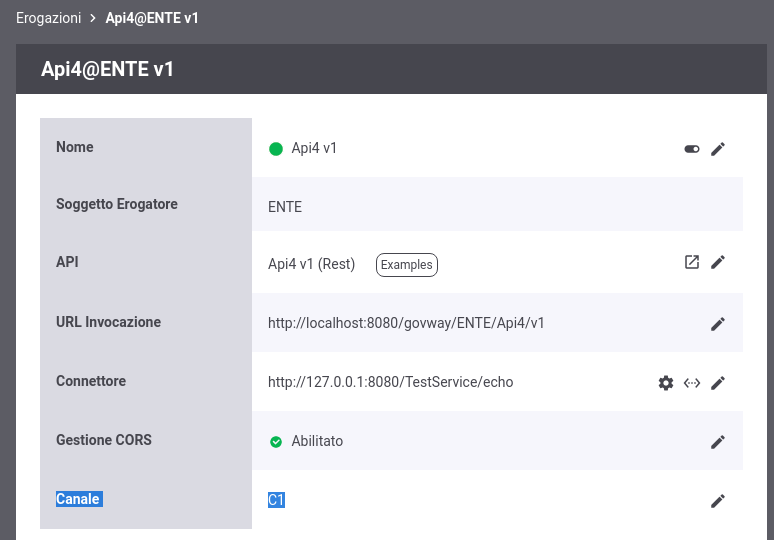 Erogazioni > Api4@ENTE v1
Api4@ENTE v1
Nome Api4 v1
Soggetto Erogatore ENTE
API Api4 v1 (Rest) Examples
URL Invocazione http://localhost:8080/govway/ENTE/Api4/v1
Connettore http://127.0.0.1:8080/TestService/echo
Gestione CORS Abilitato
Canale C1